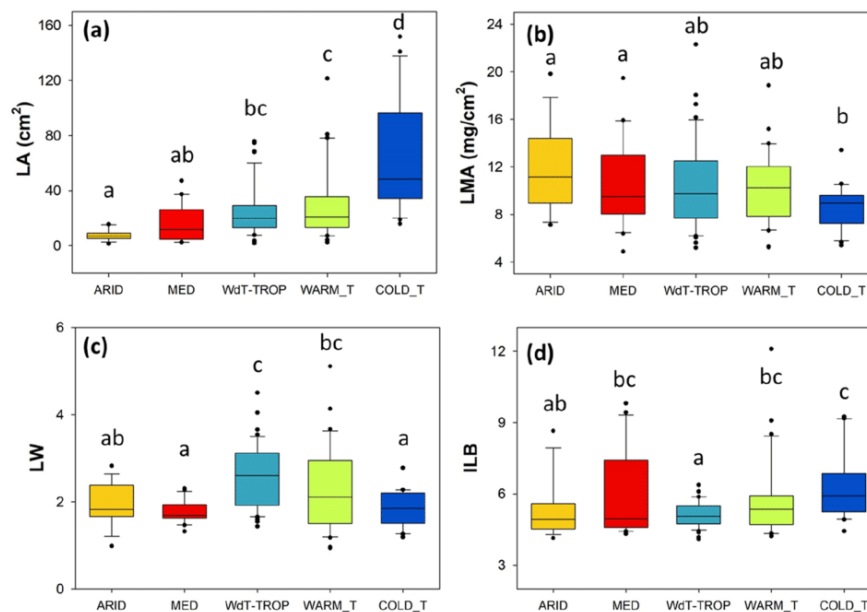 (a)
LA (cm²)
160
120
80
40
0
a
ab
bc
c
d
ARID MED WdT-TROP WARM_T COLD_T
(b)
LMA (mg/cm²)
24
20
16
12
8
4
a
a
ab
ab
b
ARID MED WdT-TROP WARM_T COLD_T
(c)
LW
6
4
2
0
ab
a
c
bc
a
ARID MED WdT-TROP WARM_T COLD_T
(d)
ILB
12
9
6
3
ab
bc
a
bc
c
ARID MED WdT-TROP WARM_T COLD_T